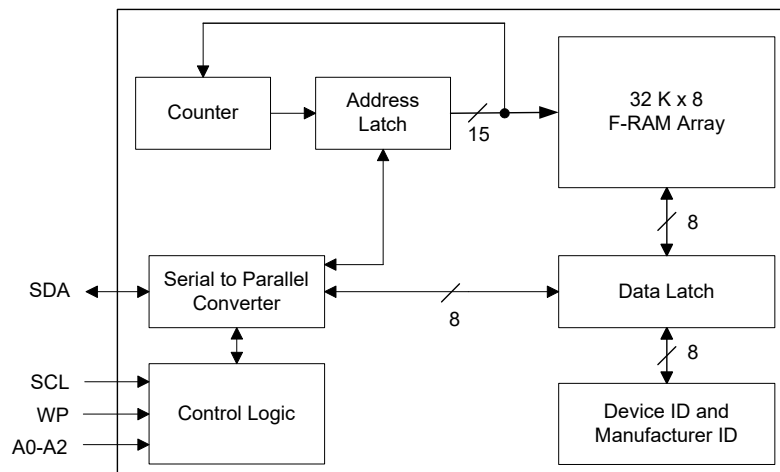 Counter
Address
Latch
15
32 K x 8
F-RAM Array
8
SDA
Serial to Parallel
Converter
8
Data Latch
8
SCL
WP
A0-A2
Control Logic
Device ID and
Manufacturer ID